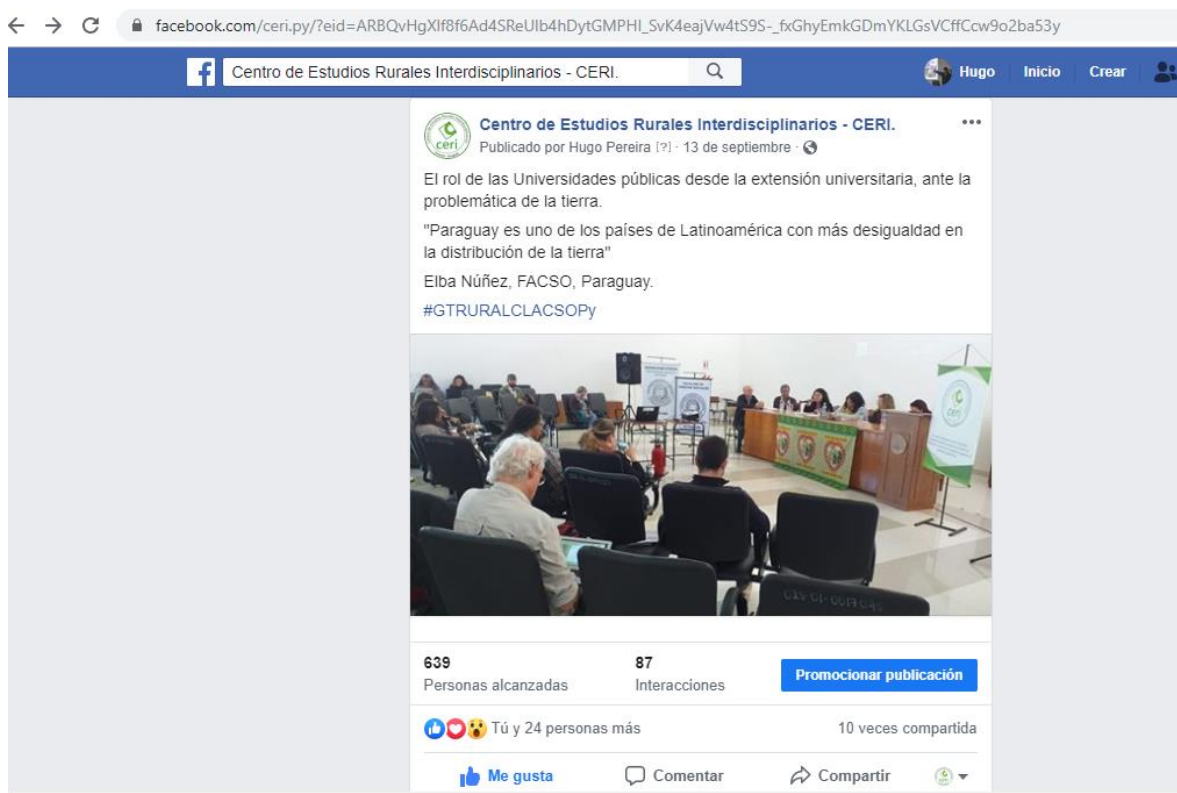 facebook.com/ceri.py/?eid=ARBQvHgXlf8f6Ad4SReUlb4hDytGMPHl_SvK4eajVw4tS9S-_fxGhyEmkGDmYKLGsVCffCcw9o2ba53y
Centro de Estudios Rurales Interdisciplinarios - CERI.
Hugo Inicio Crear
Centro de Estudios Rurales Interdisciplinarios - CERI.
Publicado por Hugo Pereira [?] · 13 de septiembre ·
El rol de las Universidades públicas desde la extensión universitaria, ante la
problemática de la tierra.
"Paraguay es uno de los países de Latinoamérica con más desigualdad en
la distribución de la tierra"
Elba Núñez, FACSO, Paraguay.
#GTRURALCLACSOPy
ceri
ceri
639
Personas alcanzadas
87
Interacciones
Promocionar publicación
Tú y 24 personas más
10 veces compartida
Me gusta
Comentar
Compartir